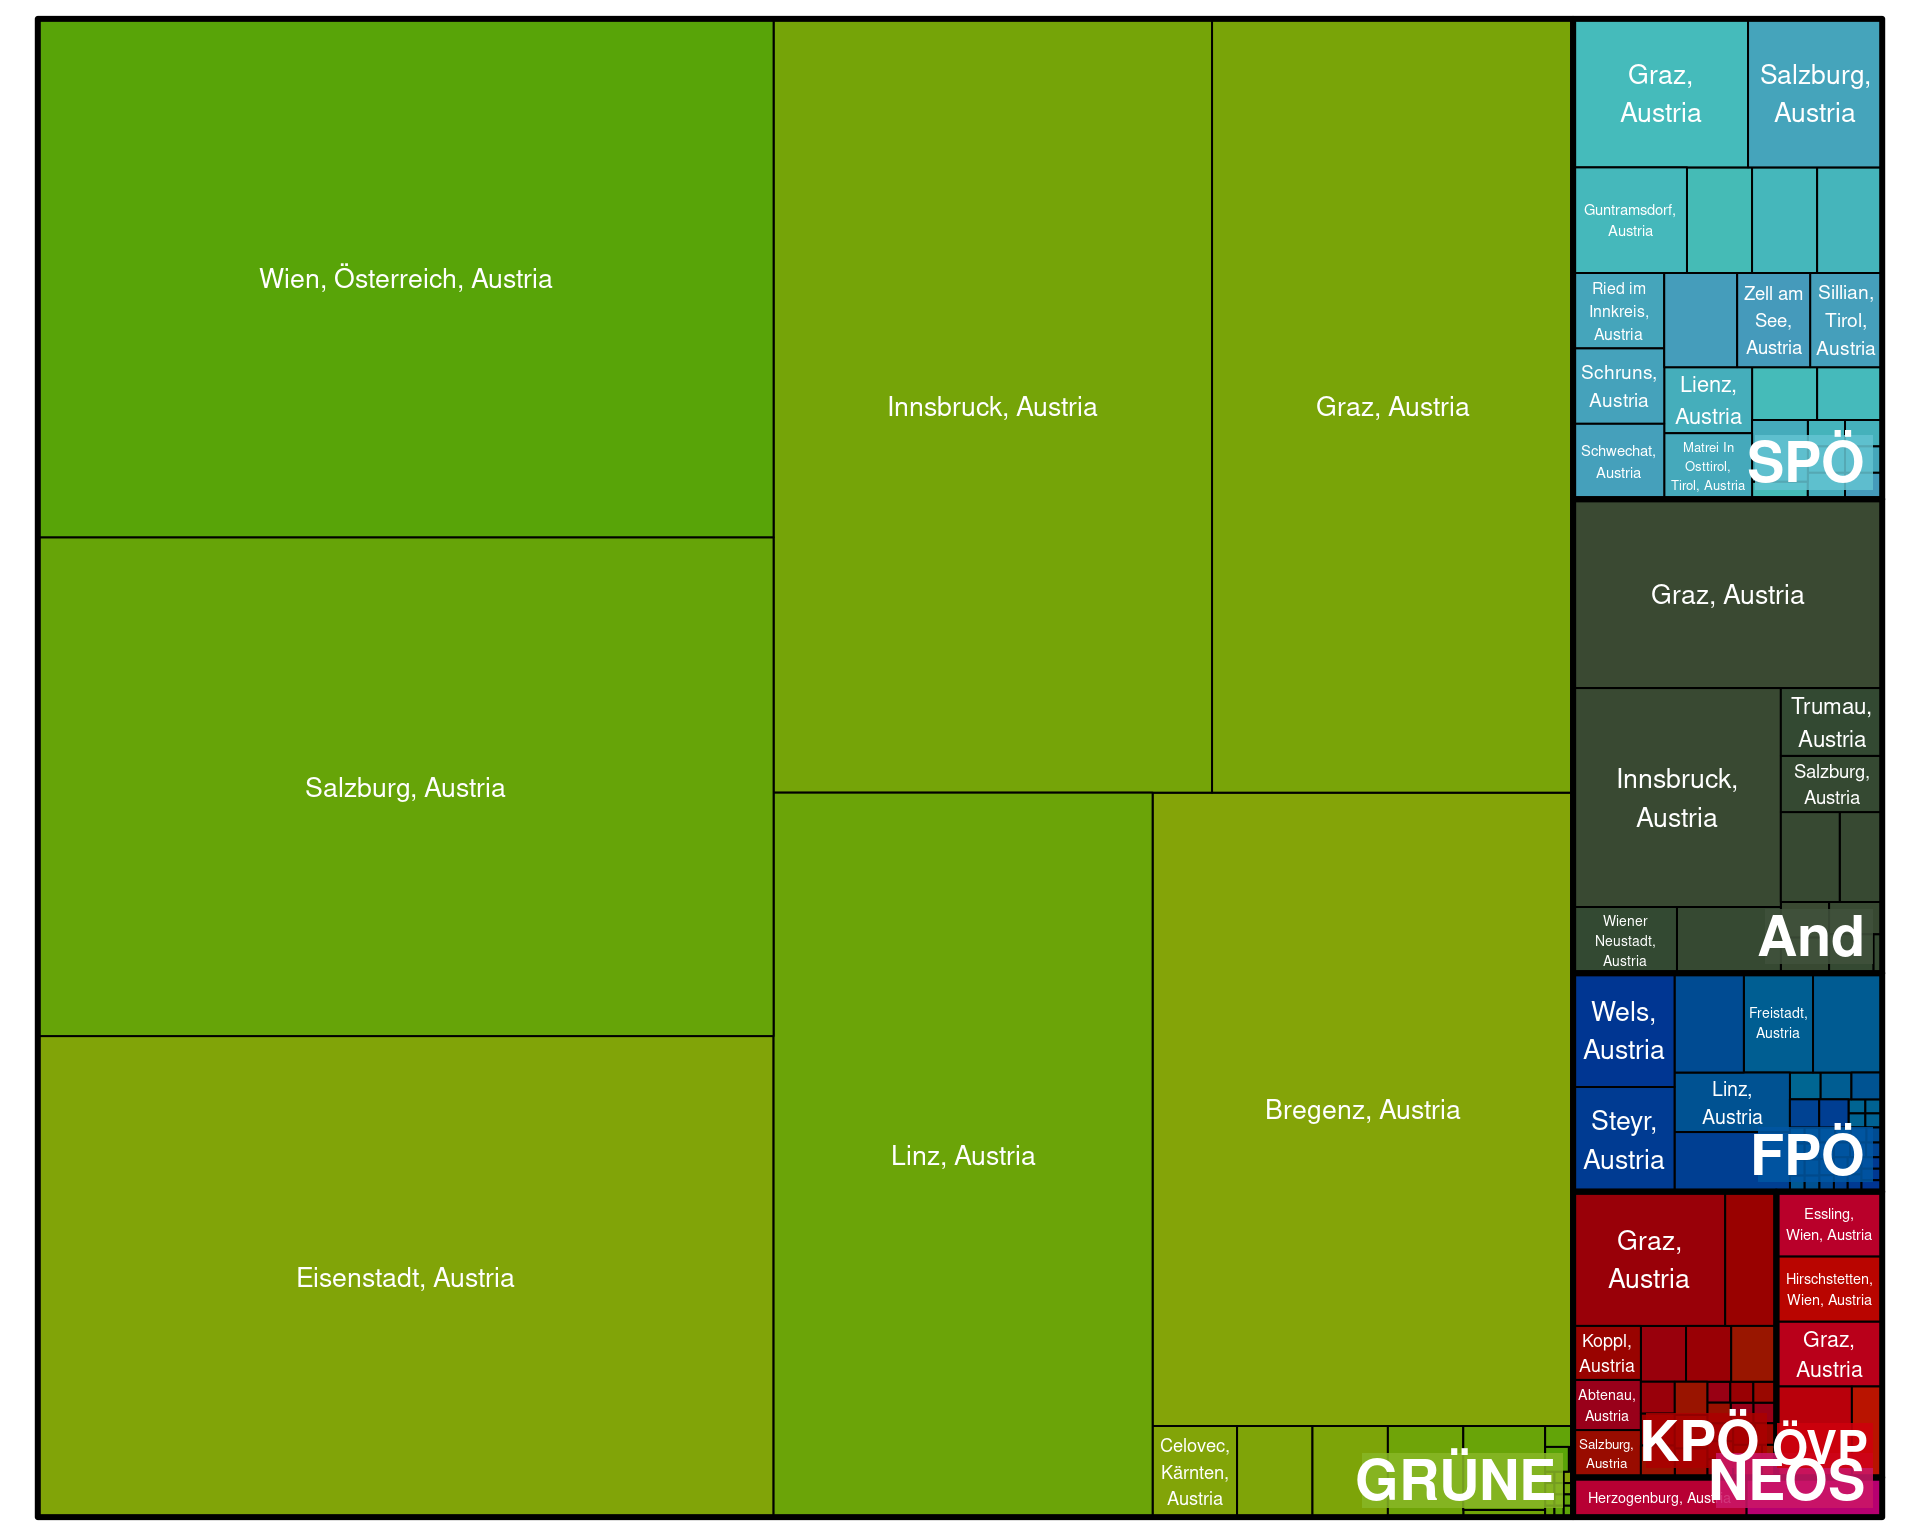 Wien, Österreich, Austria
Salzburg, Austria
Eisenstadt, Austria
Innsbruck, Austria
Graz, Austria
Linz, Austria
Bregenz, Austria
Celovec,
Kärnten,
Austria
GRÜNE
Graz,
Austria
Salzburg,
Austria
Guntramsdorf,
Austria
Ried im
Innkreis,
Austria
Zell am
See,
Austria
Sillian,
Tirol,
Austria
Schruns,
Austria
Lienz,
Austria
Schwechat,
Austria
Matrei In
Osttirol,
Tirol, Austria
SPÖ
Graz, Austria
Innsbruck,
Austria
Trumau,
Austria
Salzburg,
Austria
Wiener
Neustadt,
Austria
And
Wels,
Austria
Freistadt,
Austria
Linz,
Austria
Steyr,
Austria
FPÖ
Graz,
Austria
Koppl,
Austria
Abtenau,
Austria
Salzburg,
Austria
KPÖ
Essling,
Wien, Austria
Hirschstetten,
Wien, Austria
Graz,
Austria
ÖVP
Herzogenburg, Austria
NEOS